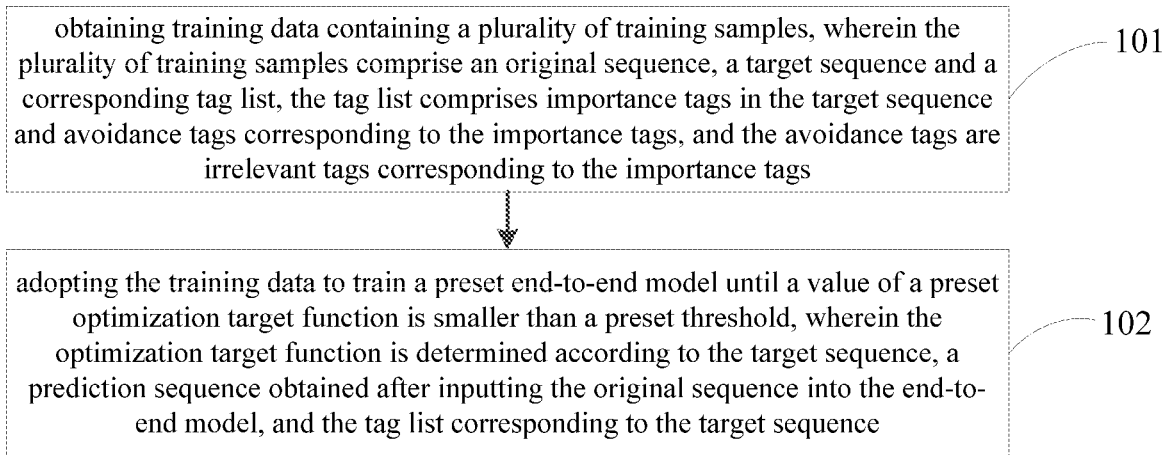 obtaining training data containing a plurality of training samples, wherein the
plurality of training samples comprise an original sequence, a target sequence and a
corresponding tag list, the tag list comprises importance tags in the target sequence
and avoidance tags corresponding to the importance tags, and the avoidance tags are
irrelevant tags corresponding to the importance tags
101
adopting the training data to train a preset end-to-end model until a value of a preset
optimization target function is smaller than a preset threshold, wherein the
optimization target function is determined according to the target sequence, a
prediction sequence obtained after inputting the original sequence into the end-to-
end model, and the tag list corresponding to the target sequence
102